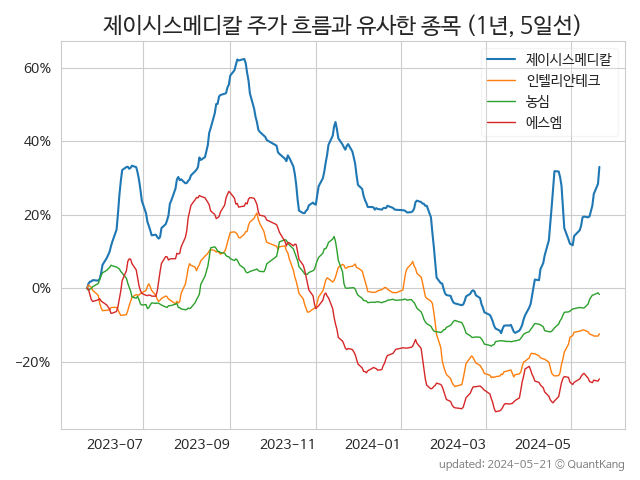 제이시스메디칼 주가 흐름과 유사한 종목 (1년, 5일선)
제이시스메디칼
인텔리안테크
농심
에스엠
60%
40%
20%
0%
−20%
2023-07
2023-09
2023-11
2024-01
2024-03
2024-05
updated: 2024-05-21 © QuantKang